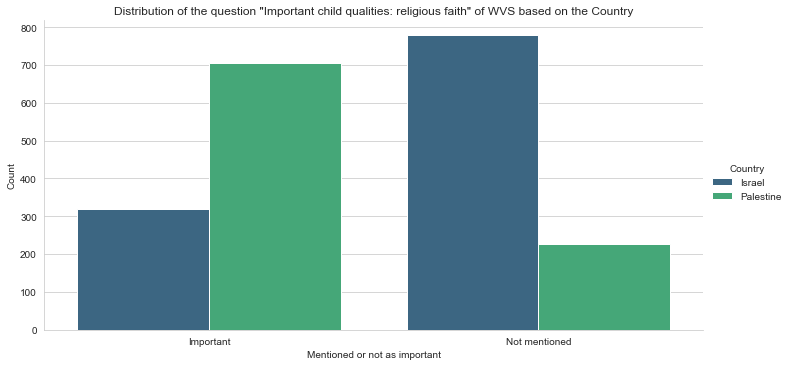 Distribution of the question "Important child qualities: religious faith" of WVS based on the Country
800
700
600
500
400
300
200
100
0
Count
Important
Not mentioned
Mentioned or not as important
Country
Israel
Palestine